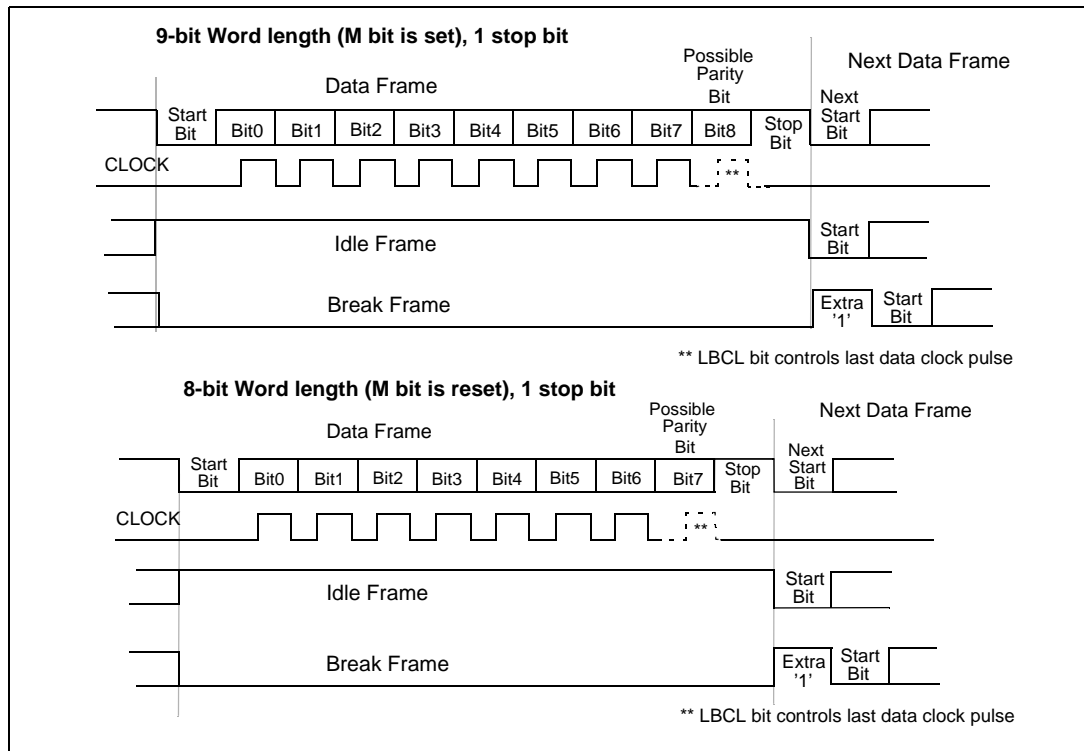 9-bit Word length (M bit is set), 1 stop bit
Possible
Parity
Bit
Next Data Frame
Data Frame
Start
Bit
Bit0 Bit1 Bit2 Bit3 Bit4 Bit5 Bit6 Bit7 Bit8
Stop
Bit
Next
Start
Bit
CLOCK
**
Idle Frame
Start
Bit
Break Frame
Extra
'1'
Start
Bit
** LBCL bit controls last data clock pulse
8-bit Word length (M bit is reset), 1 stop bit
Possible
Parity
Bit
Next Data Frame
Data Frame
Start
Bit
Bit0 Bit1 Bit2 Bit3 Bit4 Bit5 Bit6 Bit7
Stop
Bit
Next
Start
Bit
CLOCK
**
Idle Frame
Start
Bit
Break Frame
Extra
'1'
Start
Bit
** LBCL bit controls last data clock pulse